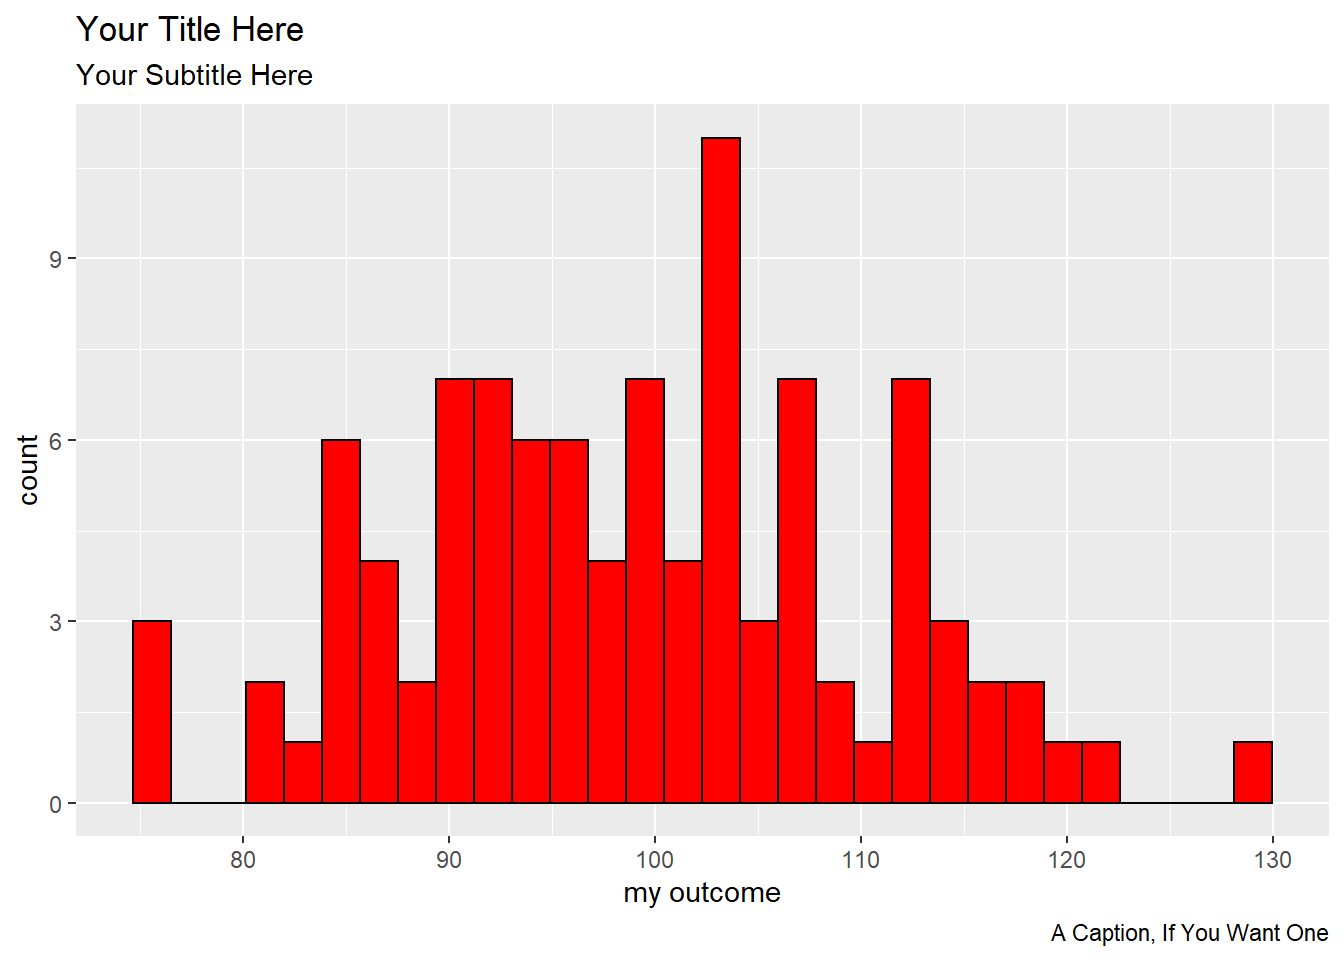 Your Title Here
Your Subtitle Here
9
6
3
0
count
80 90 100 110 120 130
my outcome
A Caption, If You Want One